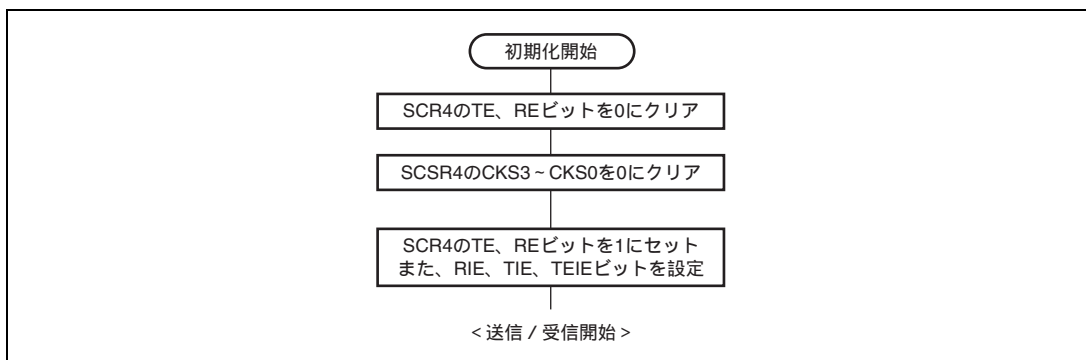 初期化開始
SCR4のTE、REビットを0にクリア
SCSR4のCKS3~CKS0を0にクリア
SCR4のTE、REビットを1にセット
また、RIE、TIE、TEIEビットを設定
<送信 / 受信開始>